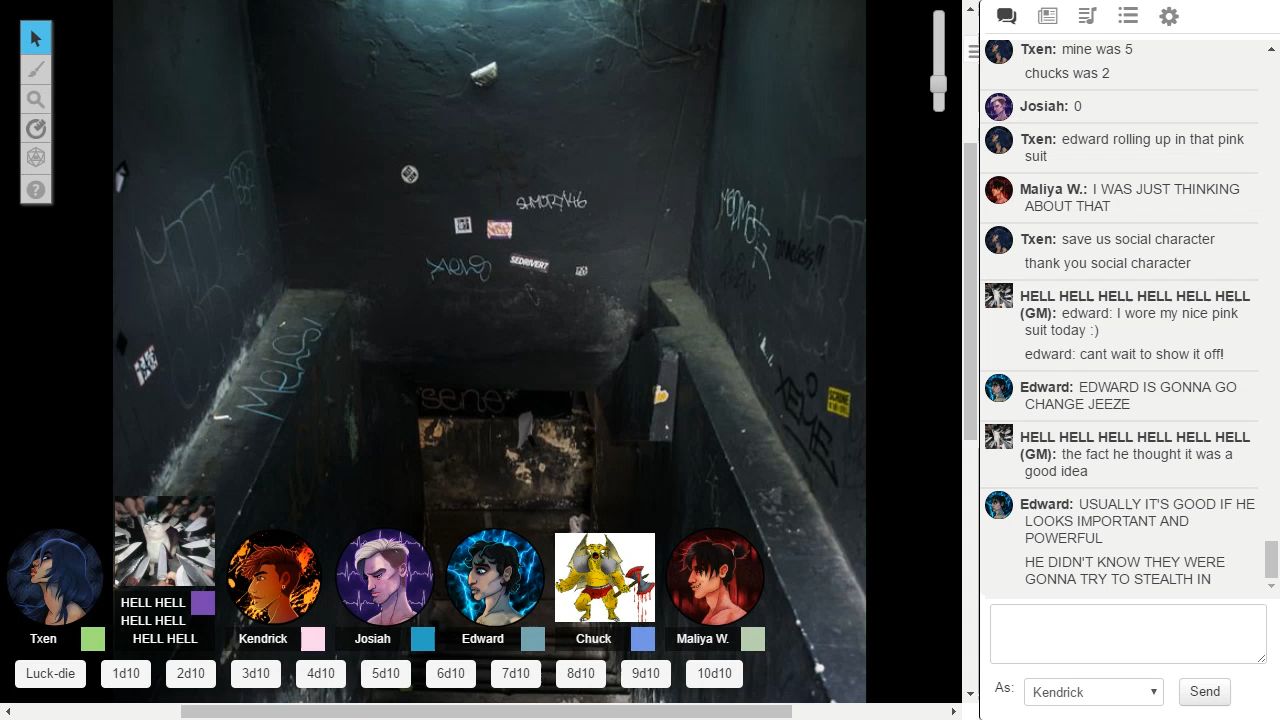 Txen: mine was 5
chucks was 2
Josiah: 0
Txen: edward rolling up in that pink
suit
Maliya W.: I WAS JUST THINKING
ABOUT THAT
Txen: save us social character
thank you social character
HELL HELL HELL HELL HELL HELL
(GM): edward: I wore my nice pink
suit today :)
edward: cant wait to show it off!
Edward: EDWARD IS GONNA GO
CHANGE JEEZE
HELL HELL HELL HELL HELL HELL
(GM): the fact he thought it was a
good idea
Edward: USUALLY IT'S GOOD IF HE
LOOKS IMPORTANT AND
POWERFUL
HE DIDN'T KNOW THEY WERE
GONNA TRY TO STEALTH IN
As:
Kendrick
Send
SEDRIVER7
sene
XEME
Txen
HELL HELL
HELL HELL
HELL HELL
Kendrick
Josiah
Edward
Chuck
Maliya W.
Luck-die
1d10
2d10
3d10
4d10
5d10
6d10
7d10
8d10
9d10
10d10
?